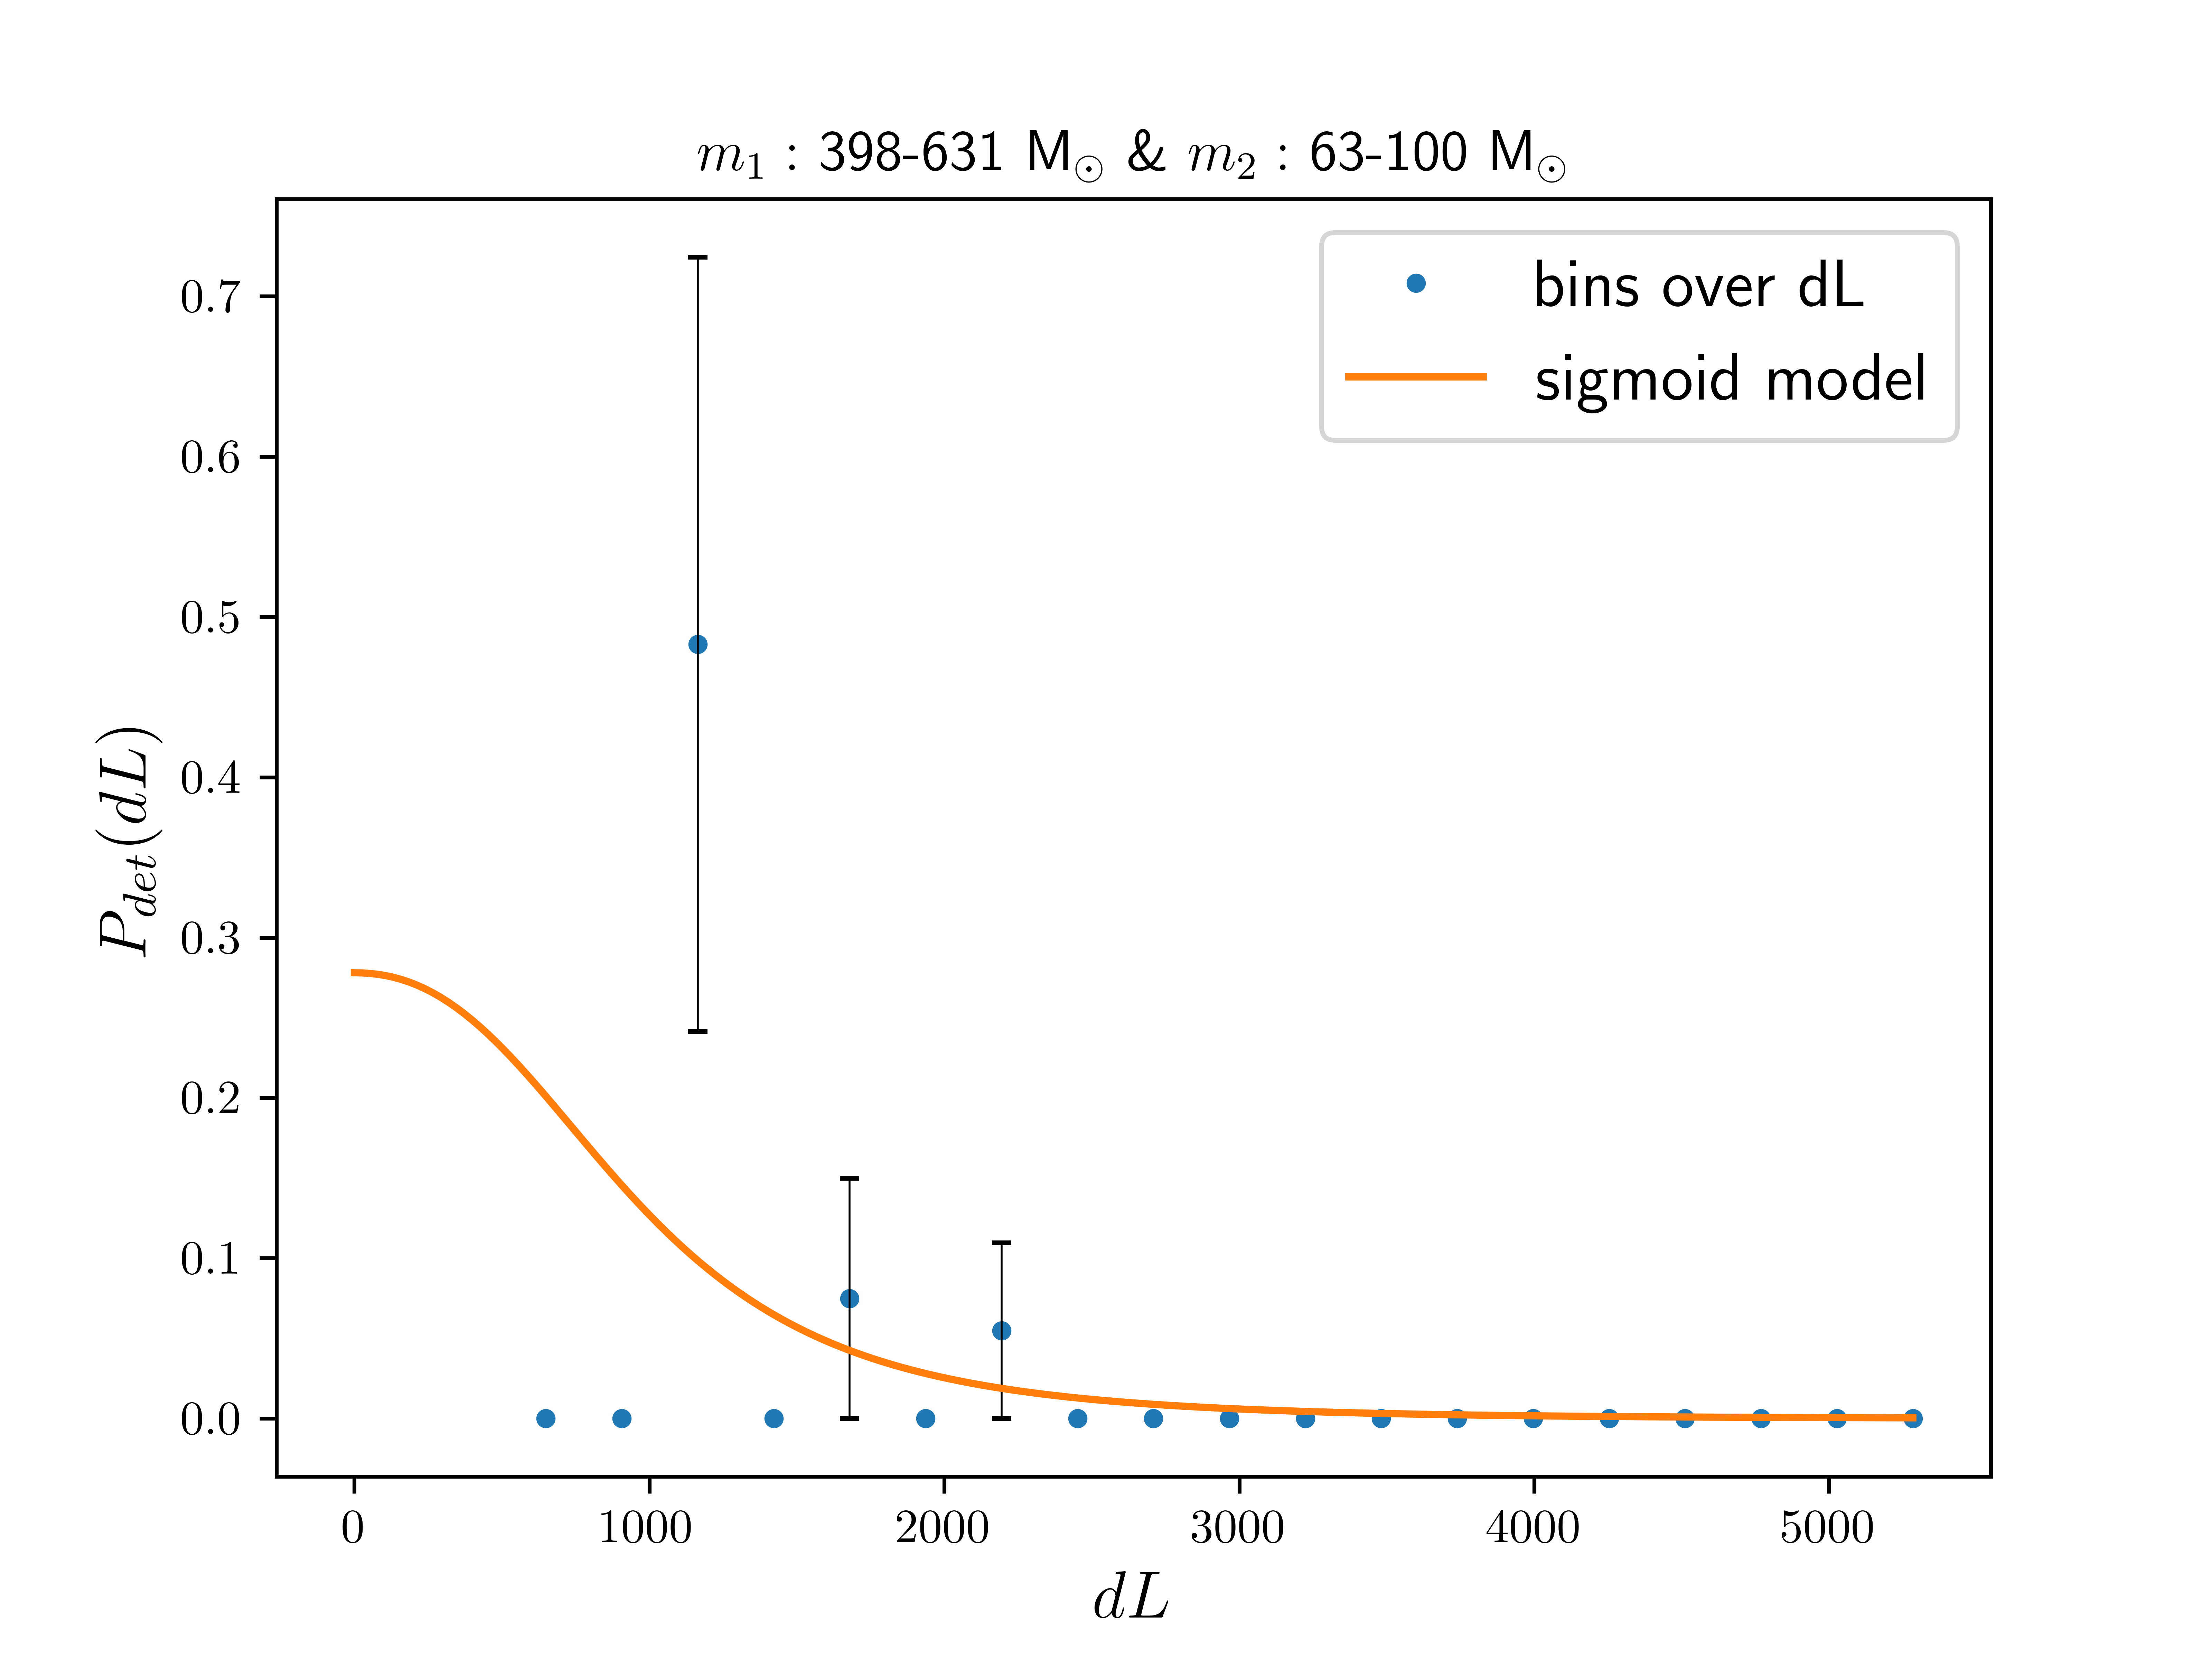 m₁ : 398-631 M⊙ & m₂ : 63-100 M⊙
bins over dL
sigmoid model
0.7
0.6
0.5
0.4
0.3
0.2
0.1
0.0
P_det(dL)
0 1000 2000 3000 4000 5000
dL